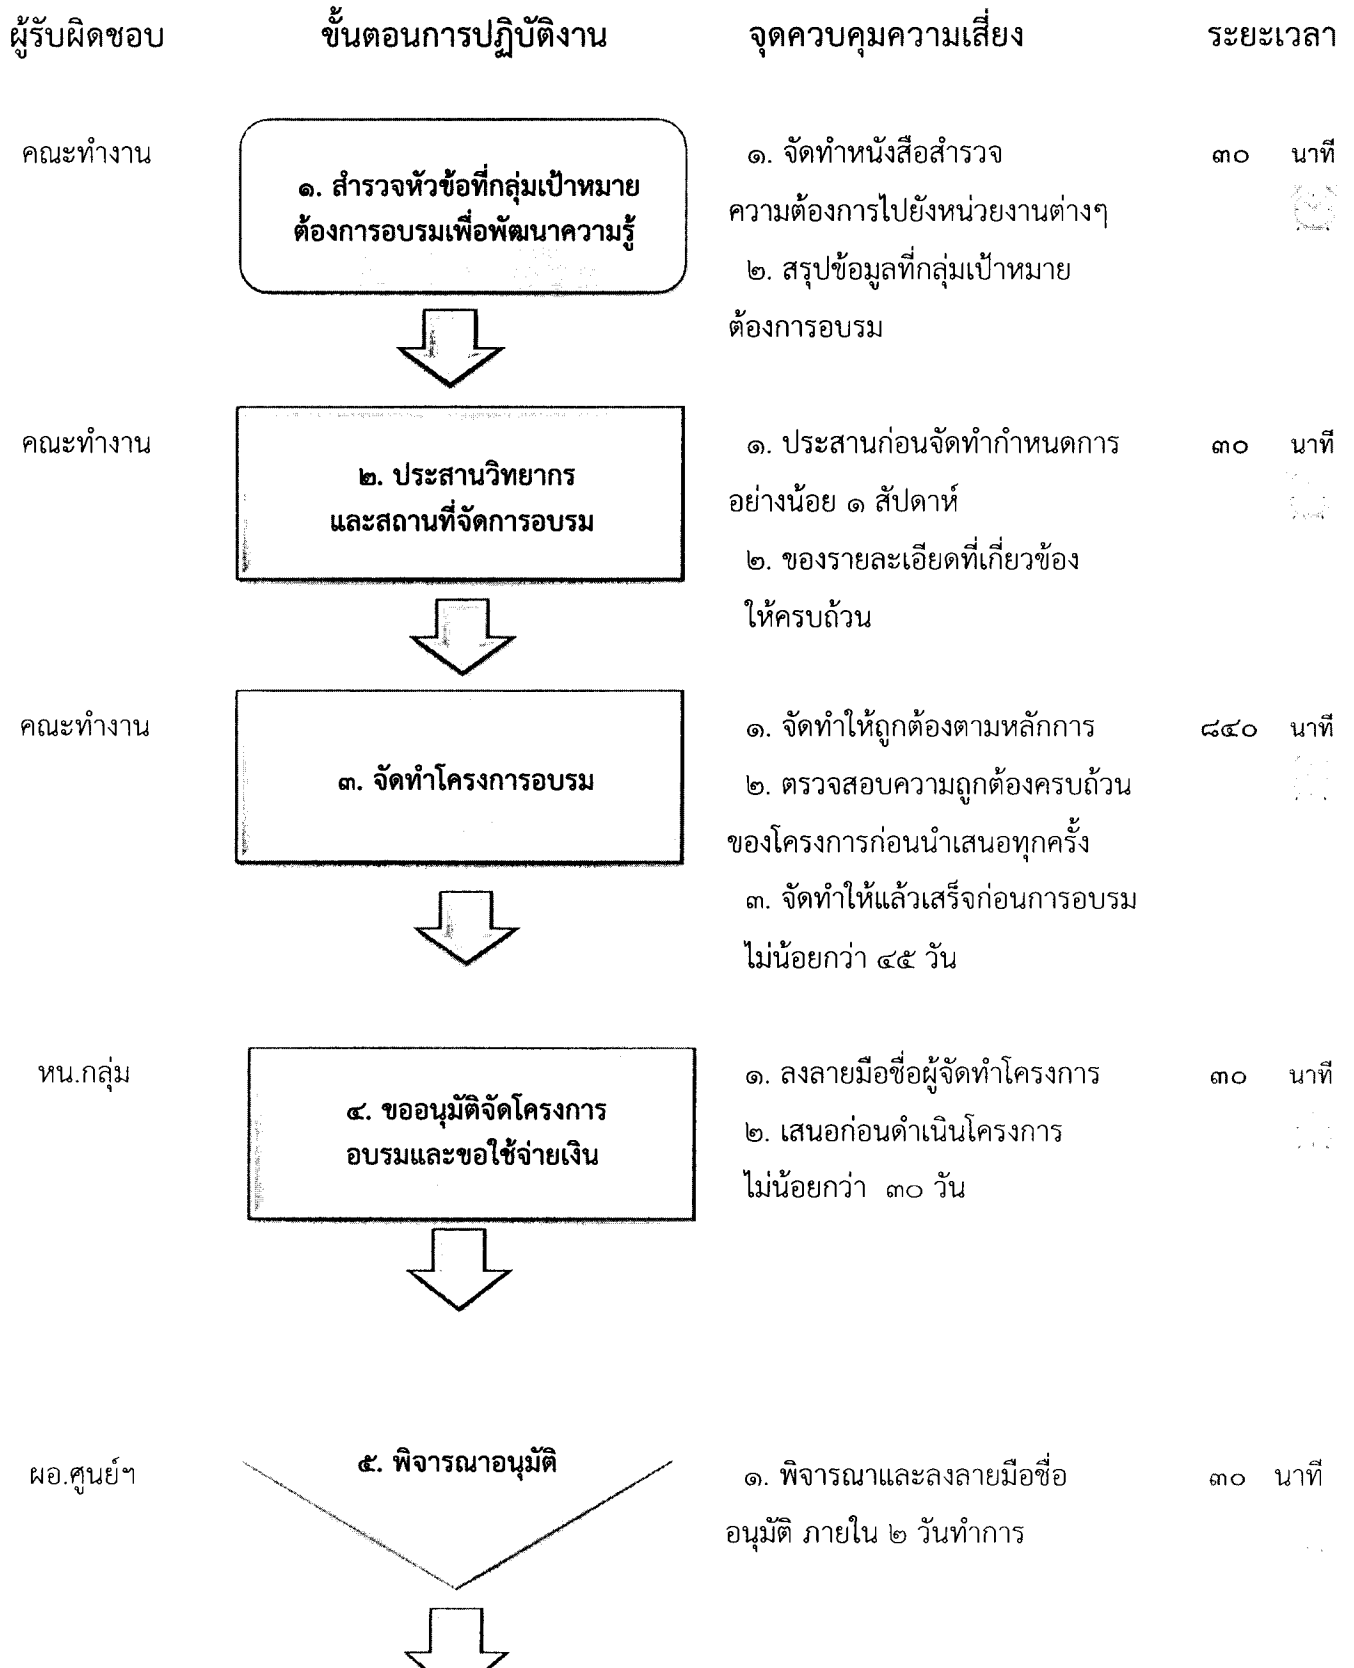 ผู้รับผิดชอบ ขั้นตอนการปฏิบัติงาน จุดควบคุมความเสี่ยง ระยะเวลา
คณะทำงาน
๑. สำรวจหัวข้อที่กลุ่มเป้าหมาย
ต้องการอบรมเพื่อพัฒนาความรู้
๑. จัดทำหนังสือสำรวจ
ความต้องการไปยังหน่วยงานต่างๆ
๒. สรุปข้อมูลที่กลุ่มเป้าหมาย
ต้องการอบรม
๓๐ นาที
คณะทำงาน
๒. ประสานวิทยากร
และสถานที่จัดการอบรม
๑. ประสานก่อนจัดทำกำหนดการ
อย่างน้อย ๑ สัปดาห์
๒. ของรายละเอียดที่เกี่ยวข้อง
ให้ครบถ้วน
๓๐ นาที
คณะทำงาน
๓. จัดทำโครงการอบรม
๑. จัดทำให้ถูกต้องตามหลักการ
๒. ตรวจสอบความถูกต้องครบถ้วน
ของโครงการก่อนนำเสนอทุกครั้ง
๓. จัดทำให้แล้วเสร็จก่อนการอบรม
ไม่น้อยกว่า ๔๕ วัน
๘๔๐ นาที
หน.กลุ่ม
๔. ขออนุมัติจัดโครงการ
อบรมและขอใช้จ่ายเงิน
๑. ลงลายมือชื่อผู้จัดทำโครงการ
๒. เสนอก่อนดำเนินโครงการ
ไม่น้อยกว่า ๓๐ วัน
๓๐ นาที
ผอ.ศูนย์ฯ
๕. พิจารณาอนุมัติ
๑. พิจารณาและลงลายมือชื่อ
อนุมัติ ภายใน ๒ วันทำการ
๓๐ นาที